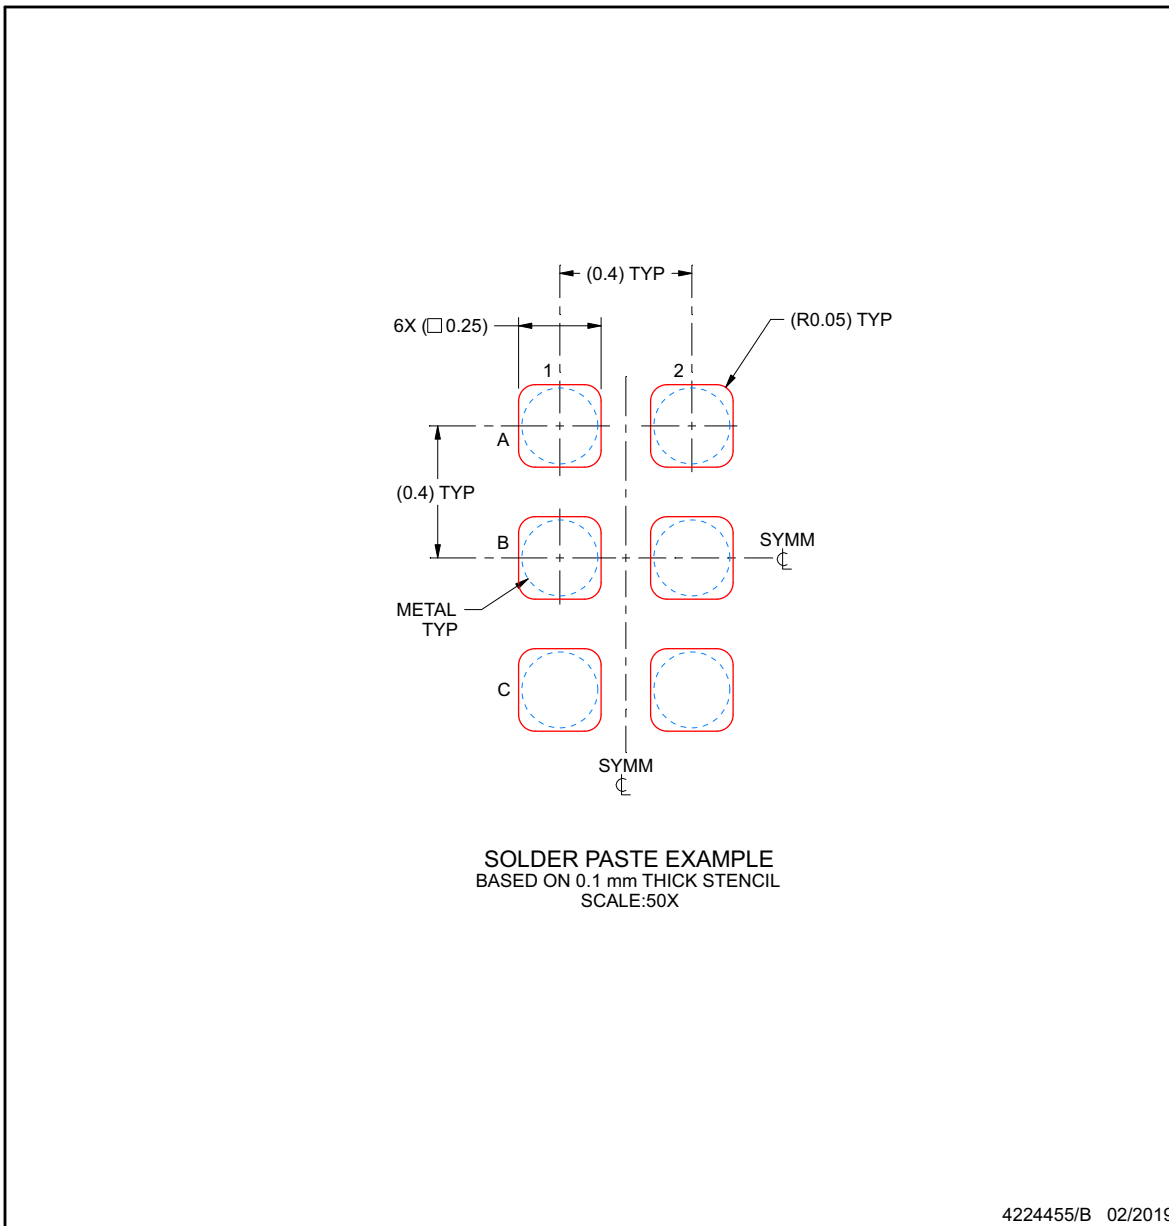 (0.4) TYP
6X (□ 0.25)
(R0.05) TYP
1
2
A
(0.4) TYP
B
SYMM
℄
METAL
TYP
C
SYMM
℄
SOLDER PASTE EXAMPLE
BASED ON 0.1 mm THICK STENCIL
SCALE:50X
4224455/B 02/2019